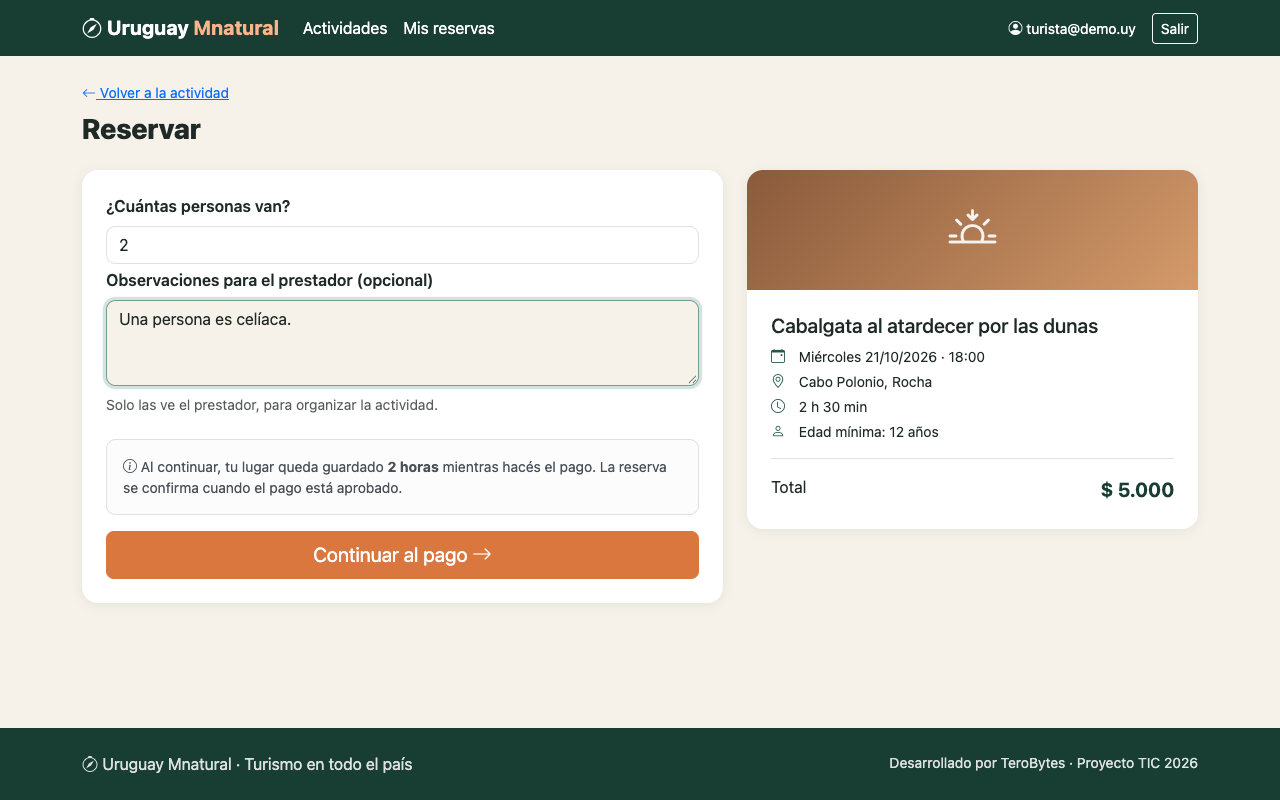 Uruguay Mnatural
Actividades
Mis reservas
turista@demo.uy
Salir
← Volver a la actividad
Reservar
¿Cuántas personas van?
2
Observaciones para el prestador (opcional)
Una persona es celíaca.
Solo las ve el prestador, para organizar la actividad.
Al continuar, tu lugar queda guardado 2 horas mientras hacés el pago. La reserva
se confirma cuando el pago está aprobado.
Continuar al pago →
Cabalgata al atardecer por las dunas
Miércoles 21/10/2026 · 18:00
Cabo Polonio, Rocha
2 h 30 min
Edad mínima: 12 años
Total
$ 5.000
Uruguay Mnatural · Turismo en todo el país
Desarrollado por TeroBytes · Proyecto TIC 2026